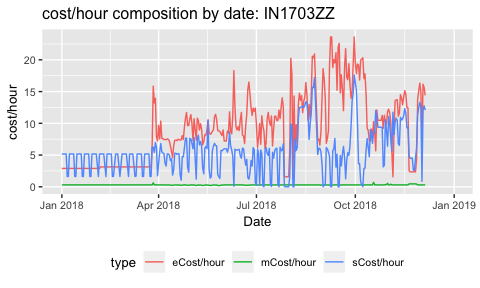 cost/hour composition by date: IN1703ZZ
20
15
10
5
0
cost/hour
Jan 2018 Apr 2018 Jul 2018 Oct 2018 Jan 2019
Date
type eCost/hour mCost/hour sCost/hour